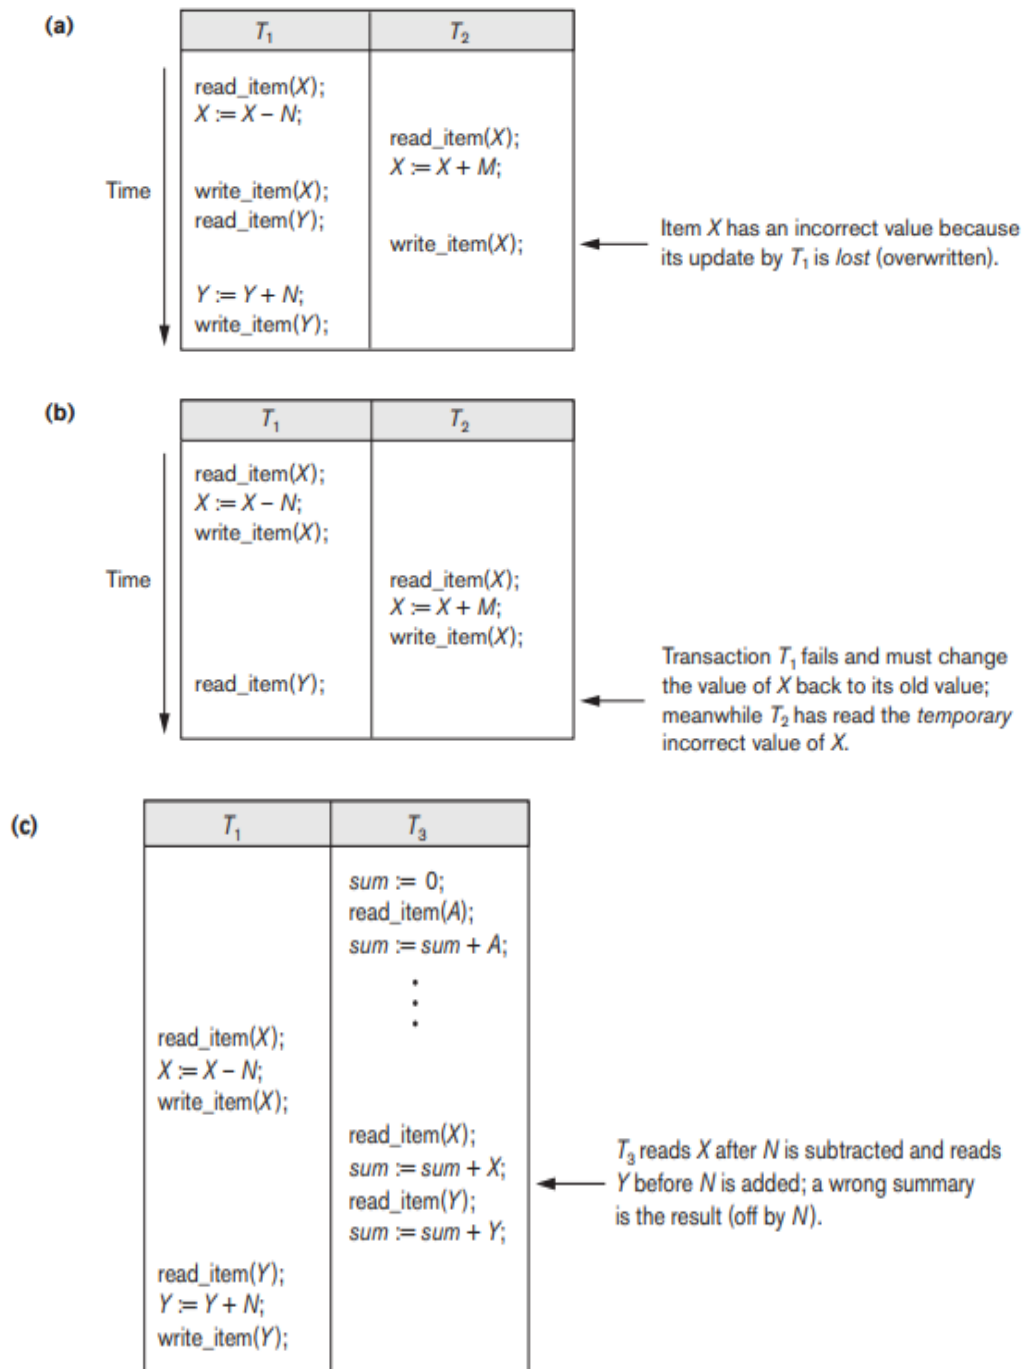 (a)
T₁ T₂
read_item(X);
X := X – N;
read_item(X);
X := X + M;
Time
write_item(X);
read_item(Y);
write_item(X);
Item X has an incorrect value because
its update by T₁ is lost (overwritten).
Y := Y + N;
write_item(Y);
(b)
T₁ T₂
read_item(X);
X := X – N;
write_item(X);
Time
read_item(X);
X := X + M;
write_item(X);
read_item(Y);
Transaction T₁ fails and must change
the value of X back to its old value;
meanwhile T₂ has read the temporary
incorrect value of X.
(c)
T₁ T₃
sum := 0;
read_item(A);
sum := sum + A;
read_item(X);
X := X – N;
write_item(X);
read_item(X);
sum := sum + X;
read_item(Y);
sum := sum + Y;
T₃ reads X after N is subtracted and reads
Y before N is added; a wrong summary
is the result (off by N).
read_item(Y);
Y := Y + N;
write_item(Y);